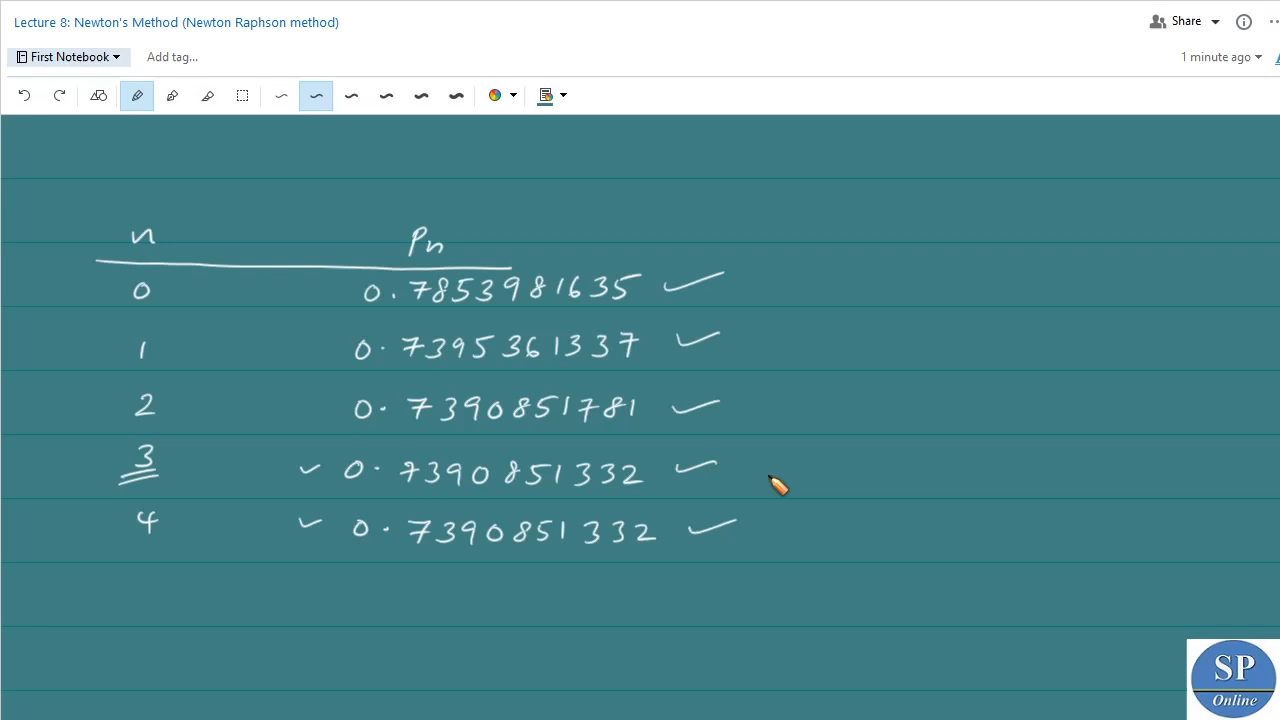 Lecture 8: Newton's Method (Newton Raphson method)
Share
First Notebook
Add tag...
1 minute ago
n Pn
0 0.7853981635
1 0.7395361337
2 0.7390851781
3 0.7390851332
4 0.7390851332
SP
Online